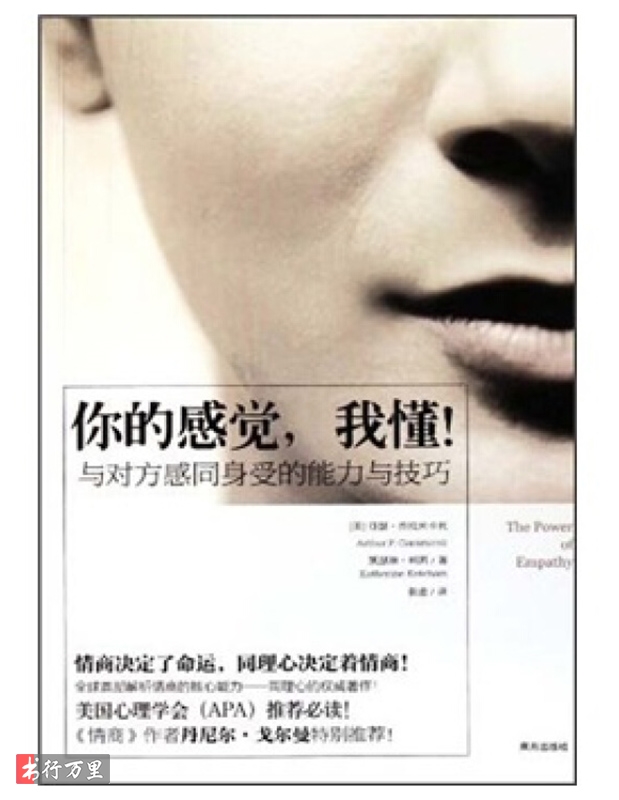 你的感觉，我懂！
与对方感同身受的能力与技巧
[美] 亚瑟·乔拉米卡利
Arthur P. Ciaramicoli
凯瑟琳·柯茜 / 著
Katherine Ketcham
The Power
of
Empathy
情商决定了命运，同理心决定着情商！
全球首部解析情商的核心能力——同理心的权威著作！
美国心理学会（APA）推荐必读！
《情商》作者丹尼尔·戈尔曼特别推荐！
南方出版社
书行万里